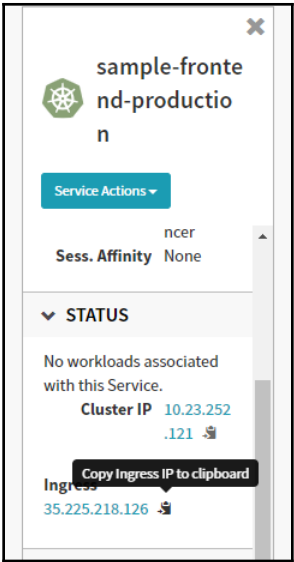 sample-fronte
nd-productio
n
Service Actions
ncer
Sess. Affinity None
STATUS
No workloads associated
with this Service.
Cluster IP 10.23.252
.121
Copy Ingress IP to clipboard
Ingress
35.225.218.126